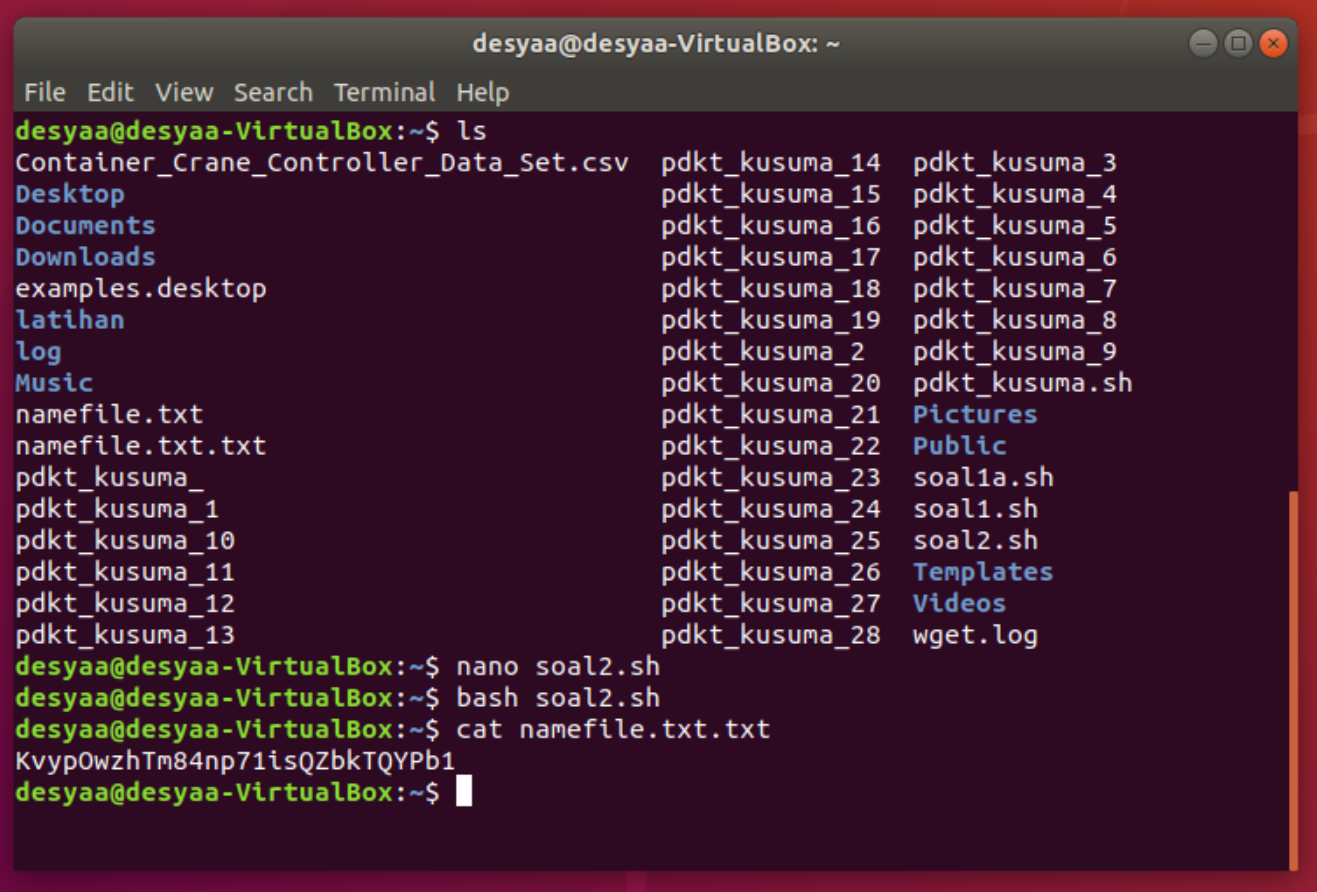 desyaa@desyaa-VirtualBox: ~
File Edit View Search Terminal Help
desyaa@desyaa-VirtualBox:~$ ls
Container_Crane_Controller_Data_Set.csv pdkt_kusuma_14 pdkt_kusuma_3
Desktop pdkt_kusuma_15 pdkt_kusuma_4
Documents pdkt_kusuma_16 pdkt_kusuma_5
Downloads pdkt_kusuma_17 pdkt_kusuma_6
examples.desktop pdkt_kusuma_18 pdkt_kusuma_7
latihan pdkt_kusuma_19 pdkt_kusuma_8
log pdkt_kusuma_2 pdkt_kusuma_9
Music pdkt_kusuma_20 pdkt_kusuma.sh
namefile.txt pdkt_kusuma_21 Pictures
namefile.txt.txt pdkt_kusuma_22 Public
pdkt_kusuma_ pdkt_kusuma_23 soal1a.sh
pdkt_kusuma_1 pdkt_kusuma_24 soal1.sh
pdkt_kusuma_10 pdkt_kusuma_25 soal2.sh
pdkt_kusuma_11 pdkt_kusuma_26 Templates
pdkt_kusuma_12 pdkt_kusuma_27 Videos
pdkt_kusuma_13 pdkt_kusuma_28 wget.log
desyaa@desyaa-VirtualBox:~$ nano soal2.sh
desyaa@desyaa-VirtualBox:~$ bash soal2.sh
desyaa@desyaa-VirtualBox:~$ cat namefile.txt.txt
KvypOwzhTm84np71isQZbkTQYPb1
desyaa@desyaa-VirtualBox:~$